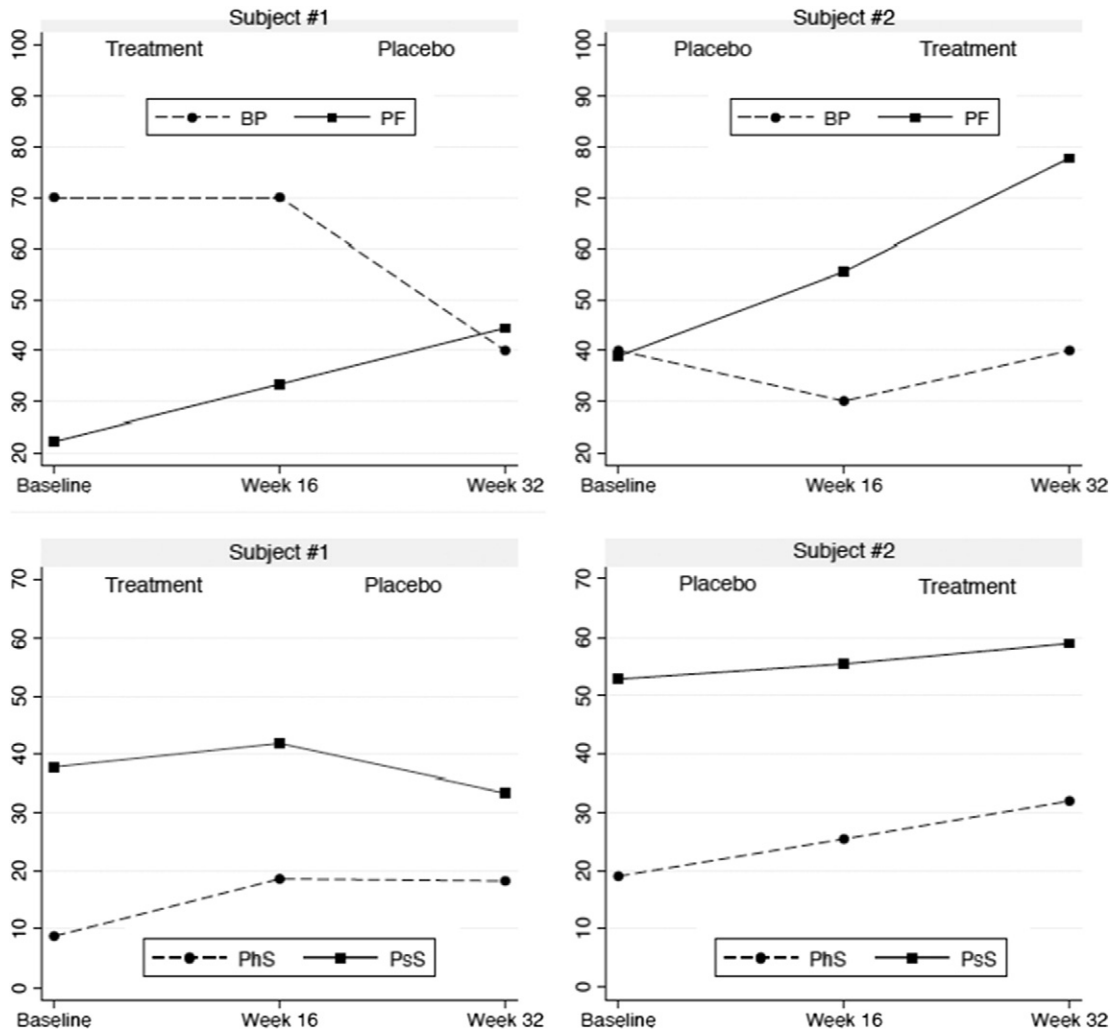 Subject #1
Treatment Placebo
BP PF
100
90
80
70
60
50
40
30
20
Baseline Week 16 Week 32
Subject #2
Placebo Treatment
BP PF
100
90
80
70
60
50
40
30
20
Baseline Week 16 Week 32
Subject #1
Treatment Placebo
70
60
50
40
30
20
10
0
PhS PsS
Baseline Week 16 Week 32
Subject #2
Placebo Treatment
70
60
50
40
30
20
10
0
PhS PsS
Baseline Week 16 Week 32